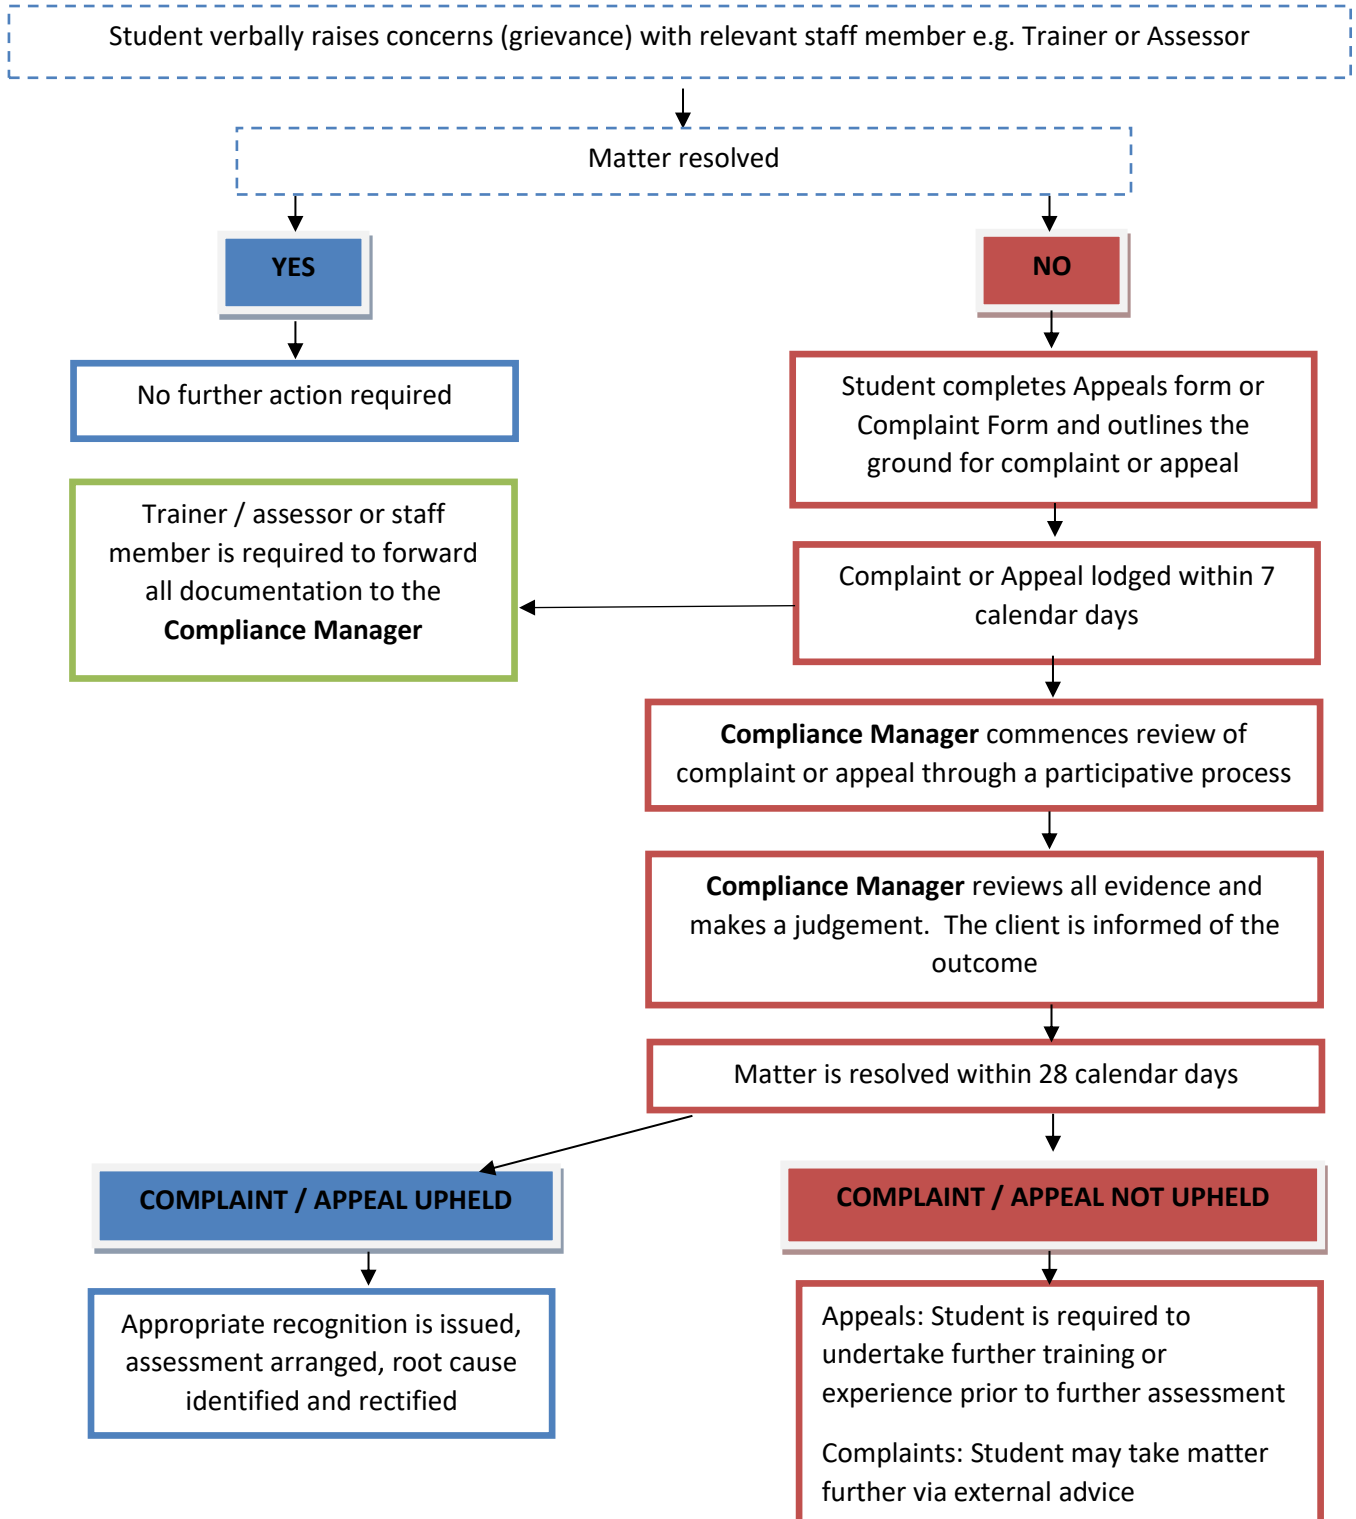 Student verbally raises concerns (grievance) with relevant staff member e.g. Trainer or Assessor
Matter resolved
YES
NO
No further action required
Student completes Appeals form or
Complaint Form and outlines the
ground for complaint or appeal
Trainer / assessor or staff
member is required to forward
all documentation to the
Compliance Manager
Complaint or Appeal lodged within 7
calendar days
Compliance Manager commences review of
complaint or appeal through a participative process
Compliance Manager reviews all evidence and
makes a judgement.  The client is informed of the
outcome
Matter is resolved within 28 calendar days
COMPLAINT / APPEAL UPHELD
COMPLAINT / APPEAL NOT UPHELD
Appropriate recognition is issued,
assessment arranged, root cause
identified and rectified
Appeals: Student is required to
undertake further training or
experience prior to further assessment
Complaints: Student may take matter
further via external advice